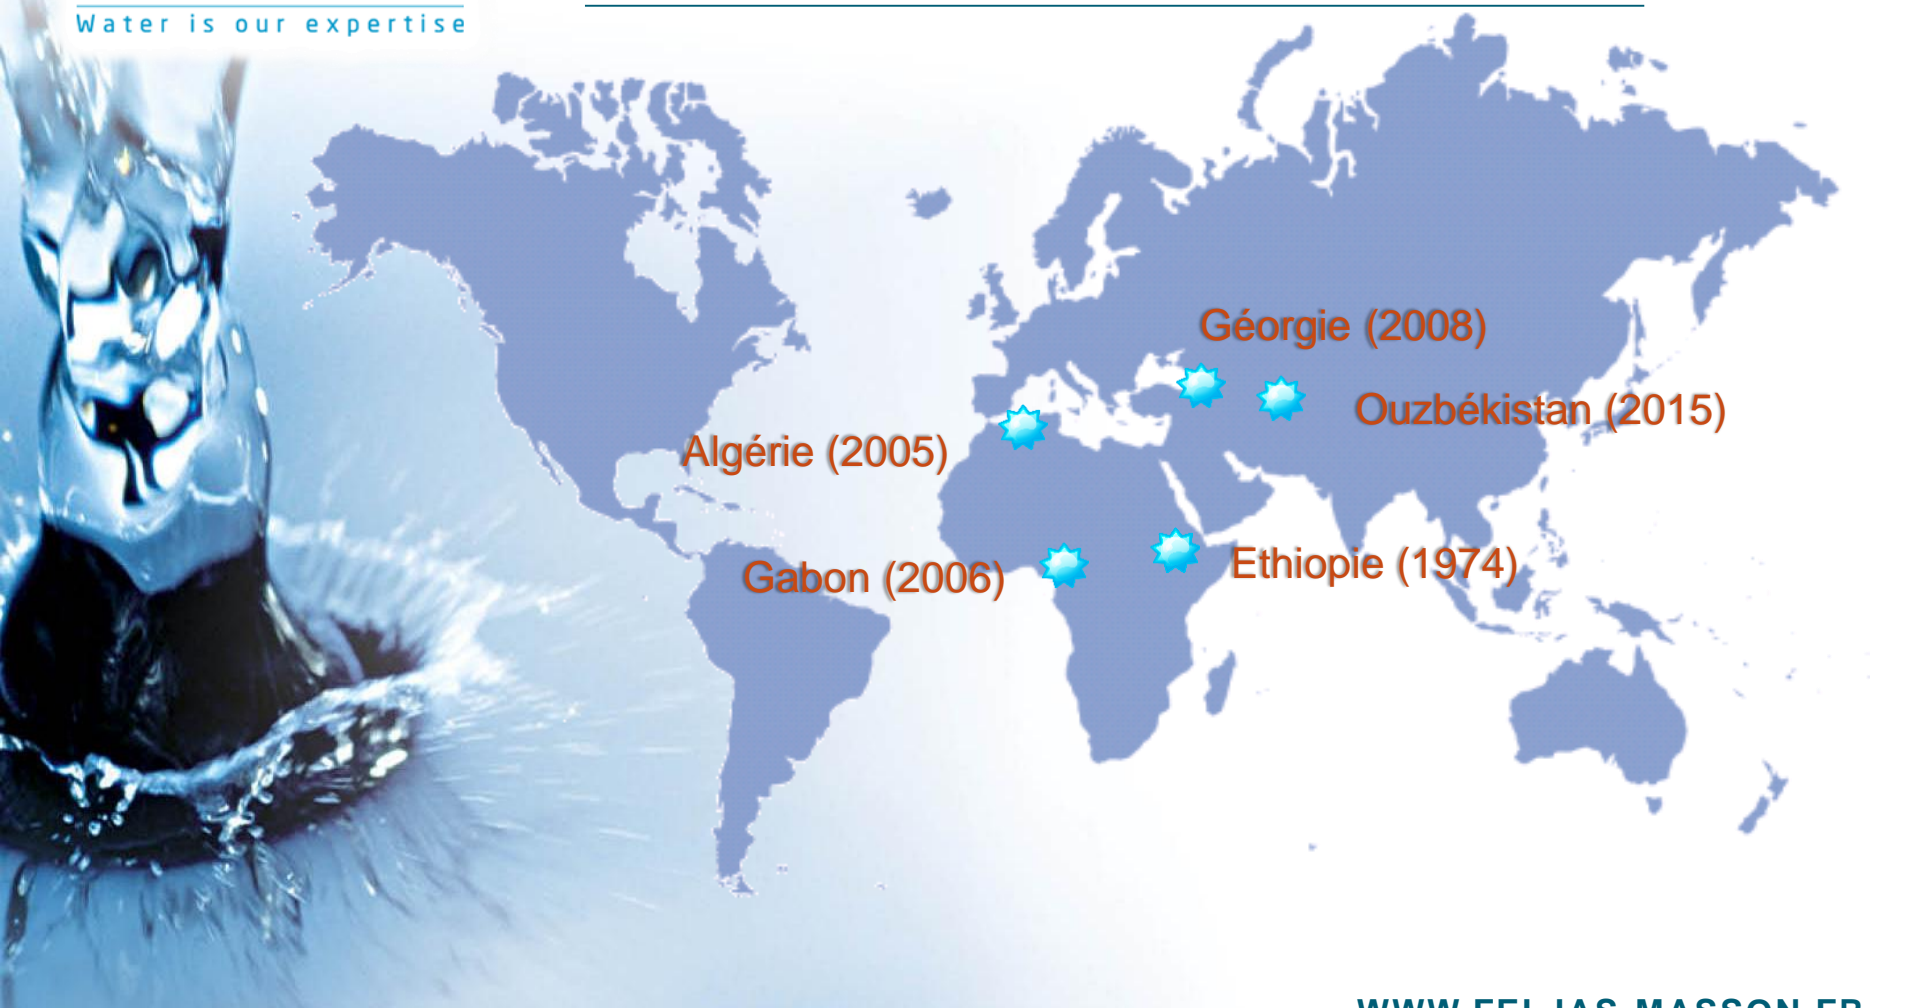 Water is our expertise
Géorgie (2008)
Ouzbékistan (2015)
Algérie (2005)
Ethiopie (1974)
Gabon (2006)